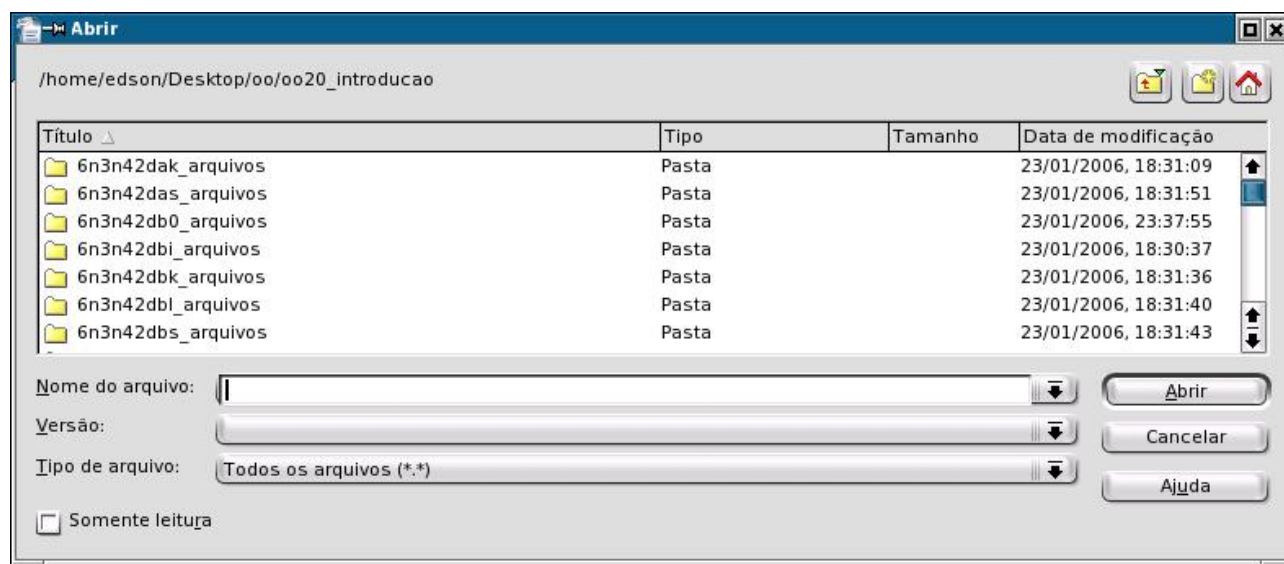 Abrir
/home/edson/Desktop/oo/oo20_introducao
Título Tipo Tamanho Data de modificação
6n3n42dak_arquivos Pasta 23/01/2006, 18:31:09
6n3n42das_arquivos Pasta 23/01/2006, 18:31:51
6n3n42db0_arquivos Pasta 23/01/2006, 23:37:55
6n3n42dbi_arquivos Pasta 23/01/2006, 18:30:37
6n3n42dbk_arquivos Pasta 23/01/2006, 18:31:36
6n3n42dbl_arquivos Pasta 23/01/2006, 18:31:40
6n3n42dbs_arquivos Pasta 23/01/2006, 18:31:43
Nome do arquivo: Abrir
Versão: Cancelar
Tipo de arquivo: Todos os arquivos (*.*)
Ajuda
Somente leitura